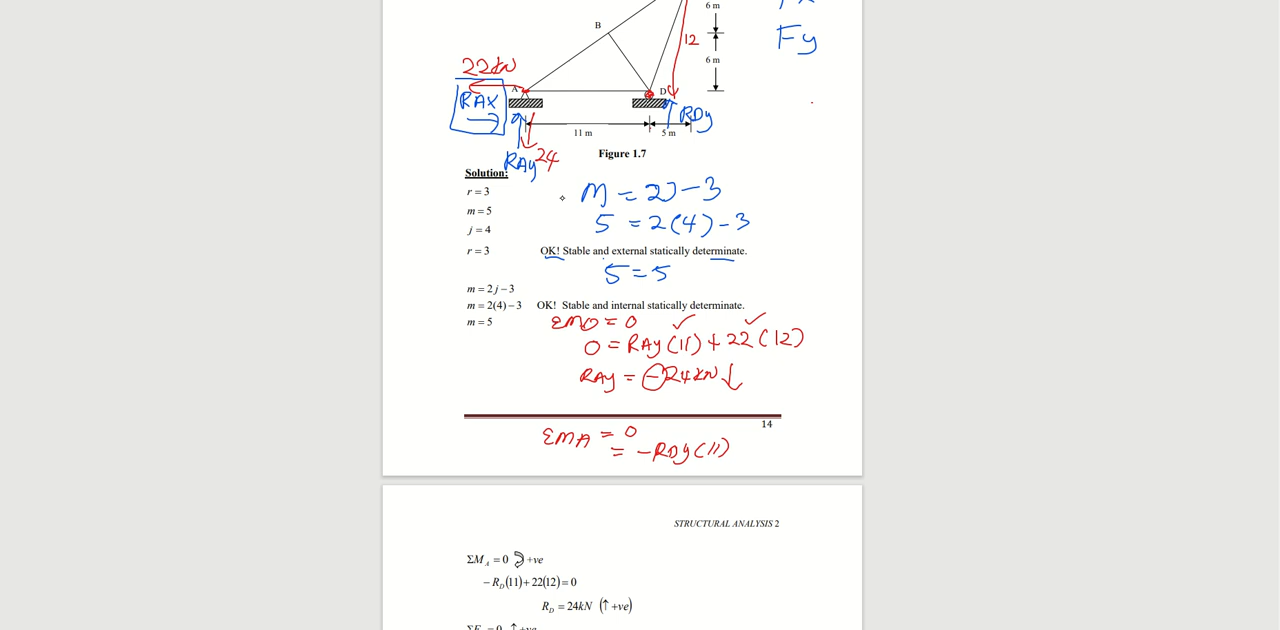 6 m
B
12
Fy
6 m
22kN
A
D
RAX
RDy
11 m
5 m
RAy 24
Figure 1.7
Solution:
r = 3
m = 2J - 3
m = 5
5 = 2(4) - 3
j = 4
r = 3 OK! Stable and external statically determinate.
5 = 5
m = 2j - 3
m = 2(4) - 3 OK! Stable and internal statically determinate.
m = 5
ΣMD = 0
0 = RAy(11) + 22(12)
RAy = -24kN ↓
14
ΣMA = 0
= -RDy(11)
STRUCTURAL ANALYSIS 2
ΣM_A = 0 +ve
- R_D(11) + 22(12) = 0
R_D = 24kN (↑ +ve)